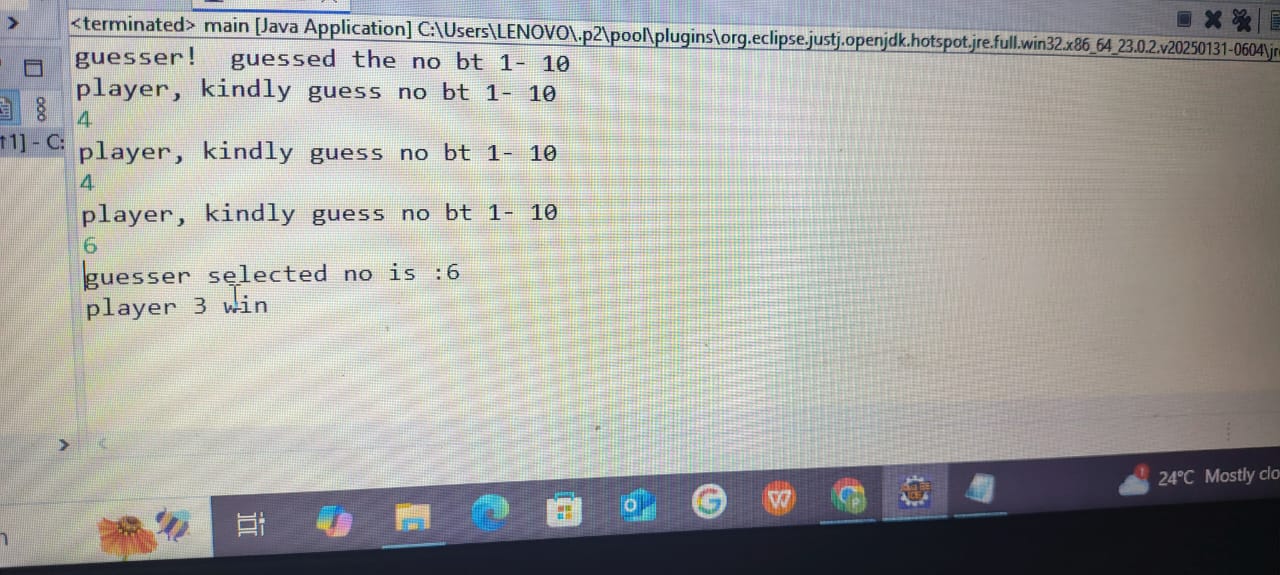 <terminated> main [Java Application] C:\Users\LENOVO\.p2\pool\plugins\org.eclipse.justj.openjdk.hotspot.jre.full.win32.x86_64_23.0.2.v20250131-0604\jr
guesser!  guessed the no bt 1- 10
player, kindly guess no bt 1- 10
4
t1] - C:
player, kindly guess no bt 1- 10
4
player, kindly guess no bt 1- 10
6
guesser selected no is :6
player 3 win
24°C Mostly clo